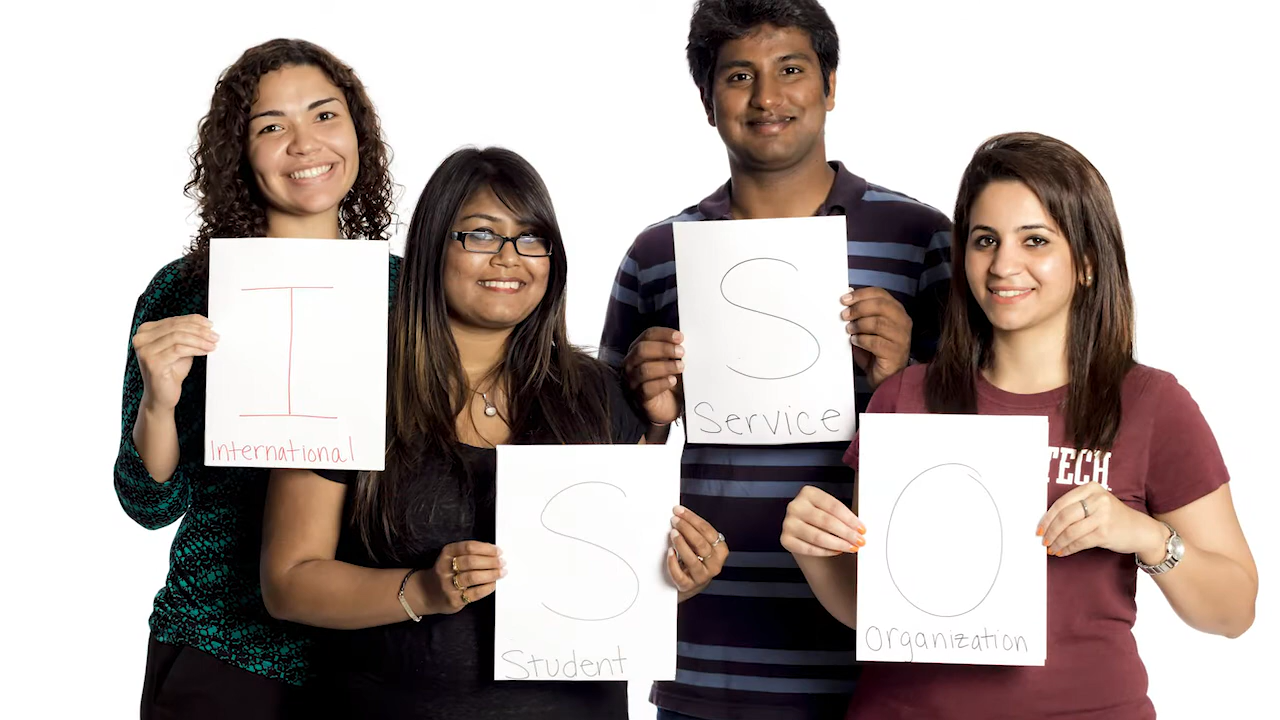 I
International
S
Student
S
Service
O
Organization
TECH